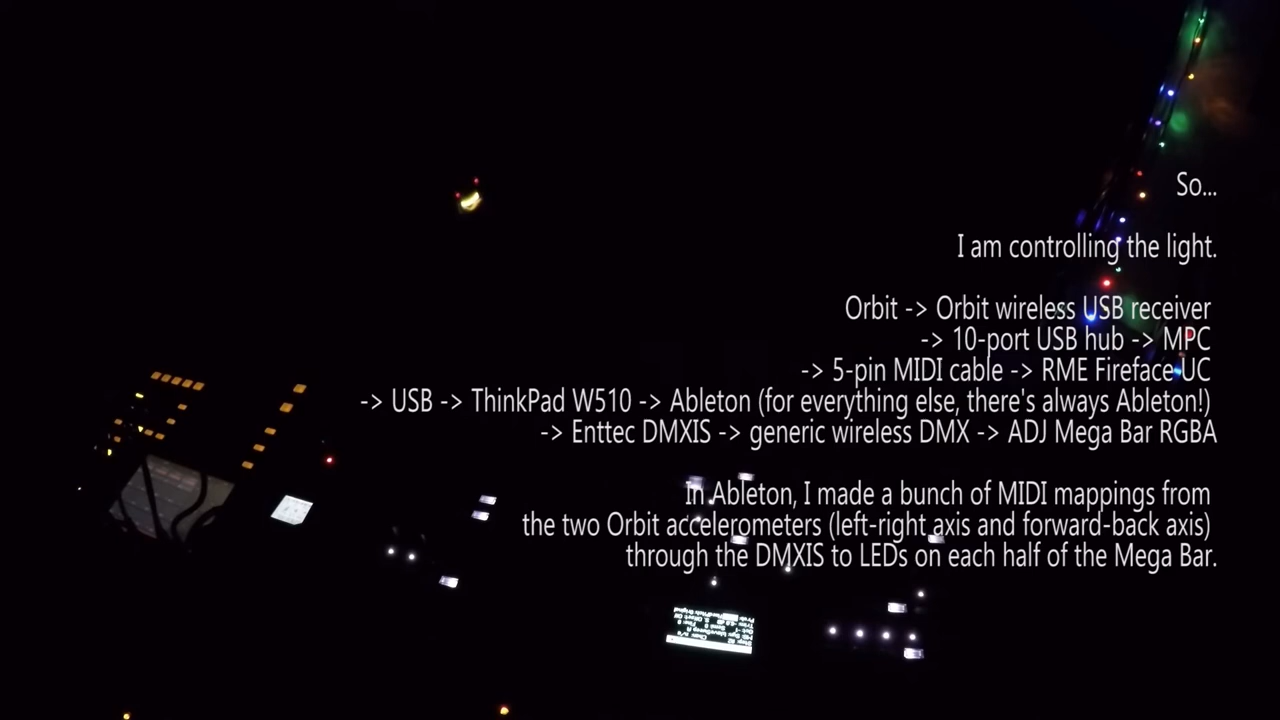 So...
I am controlling the light.
Orbit -> Orbit wireless USB receiver
-> 10-port USB hub -> MPC
-> 5-pin MIDI cable -> RME Fireface UC
-> USB -> ThinkPad W510 -> Ableton (for everything else, there's always Ableton!)
-> Enttec DMXIS -> generic wireless DMX -> ADJ Mega Bar RGBA
In Ableton, I made a bunch of MIDI mappings from
the two Orbit accelerometers (left-right axis and forward-back axis)
through the DMXIS to LEDs on each half of the Mega Bar.